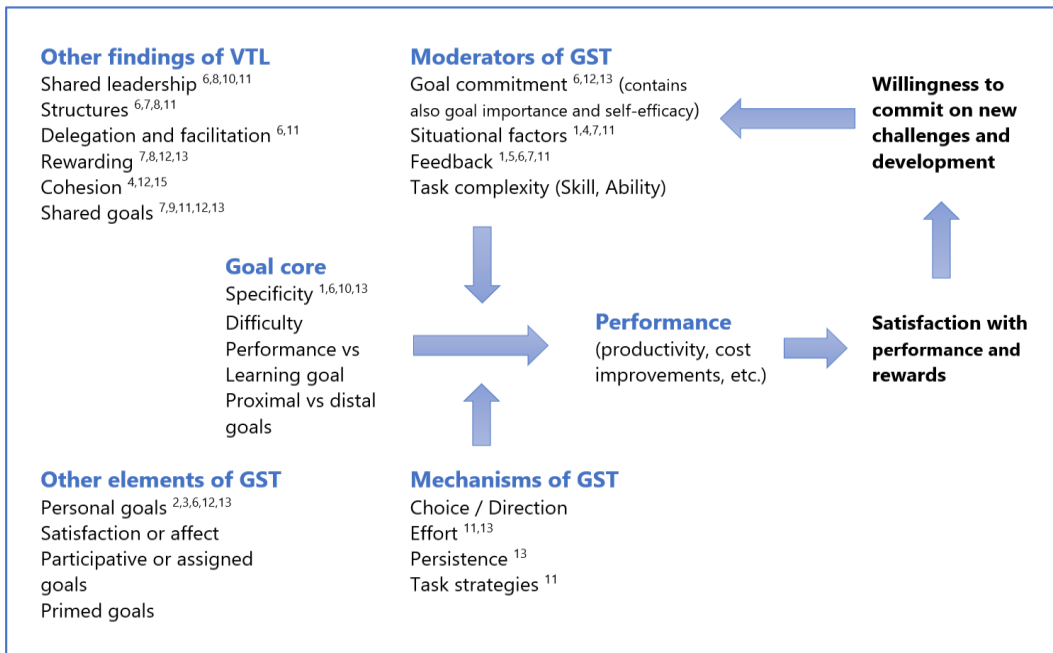 Other findings of VTL
Shared leadership 6,8,10,11
Structures 6,7,8,11
Delegation and facilitation 6,11
Rewarding 7,8,12,13
Cohesion 4,12,15
Shared goals 7,9,11,12,13
Moderators of GST
Goal commitment 6,12,13 (contains
also goal importance and self-efficacy)
Situational factors 1,4,7,11
Feedback 1,5,6,7,11
Task complexity (Skill, Ability)
Willingness to
commit on new
challenges and
development
Goal core
Specificity 1,6,10,13
Difficulty
Performance vs
Learning goal
Proximal vs distal
goals
Performance
(productivity, cost
improvements, etc.)
Satisfaction with
performance and
rewards
Other elements of GST
Personal goals 2,3,6,12,13
Satisfaction or affect
Participative or assigned
goals
Primed goals
Mechanisms of GST
Choice / Direction
Effort 11,13
Persistence 13
Task strategies 11